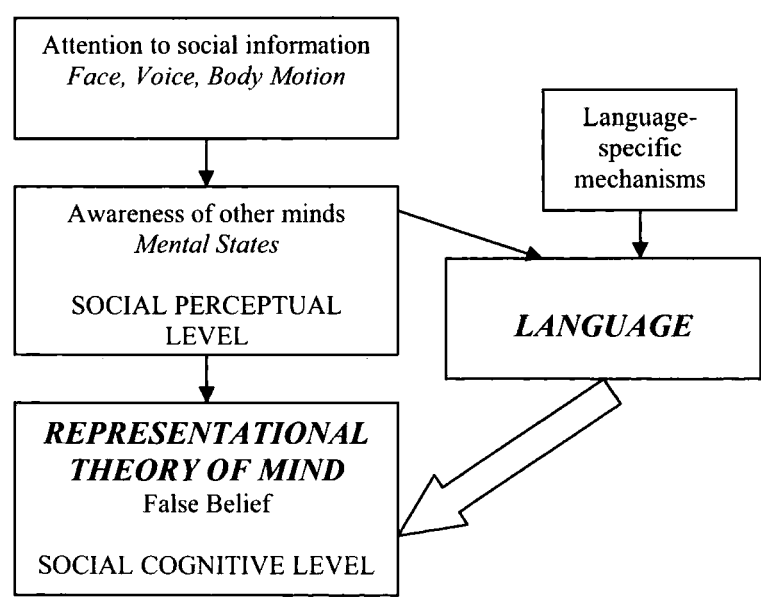 Attention to social information
Face, Voice, Body Motion
Language-
specific
mechanisms
Awareness of other minds
Mental States
SOCIAL PERCEPTUAL
LEVEL
LANGUAGE
REPRESENTATIONAL
THEORY OF MIND
False Belief
SOCIAL COGNITIVE LEVEL